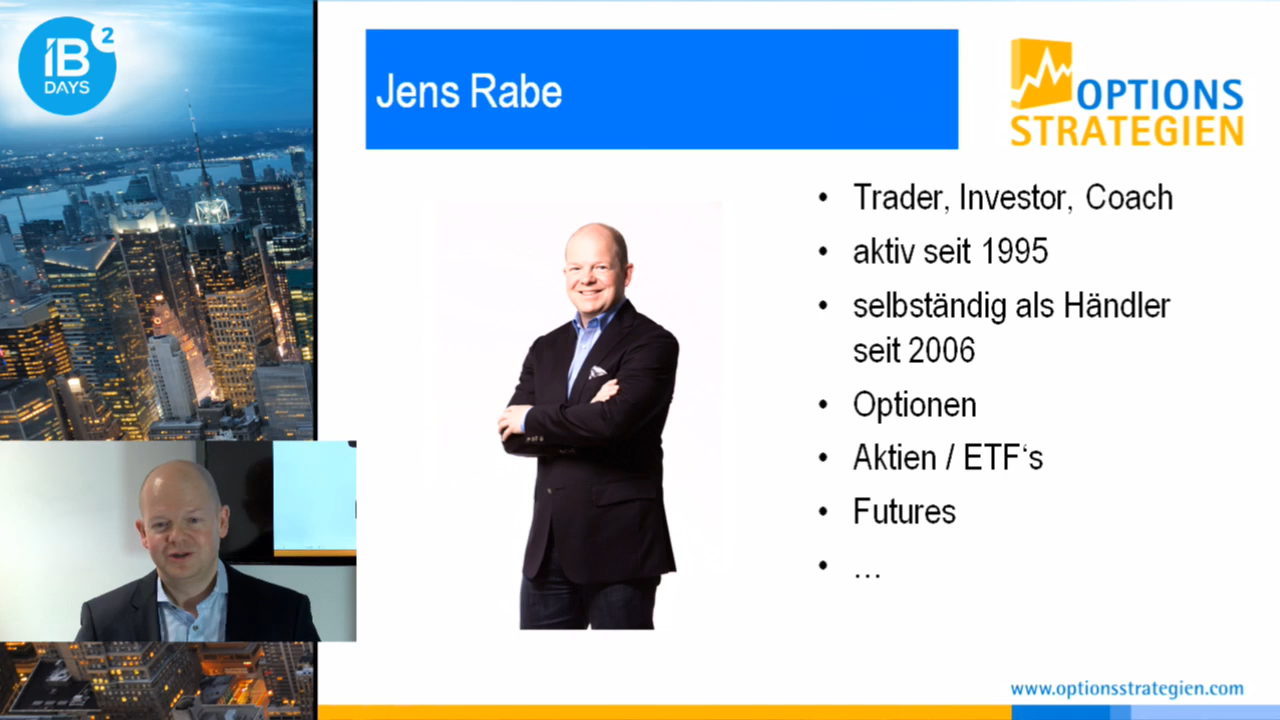 2
IB
DAYS
Jens Rabe
OPTIONS
STRATEGIEN
• Trader, Investor, Coach
• aktiv seit 1995
• selbständig als Händler
seit 2006
• Optionen
• Aktien / ETF‘s
• Futures
• ...
www.optionsstrategien.com